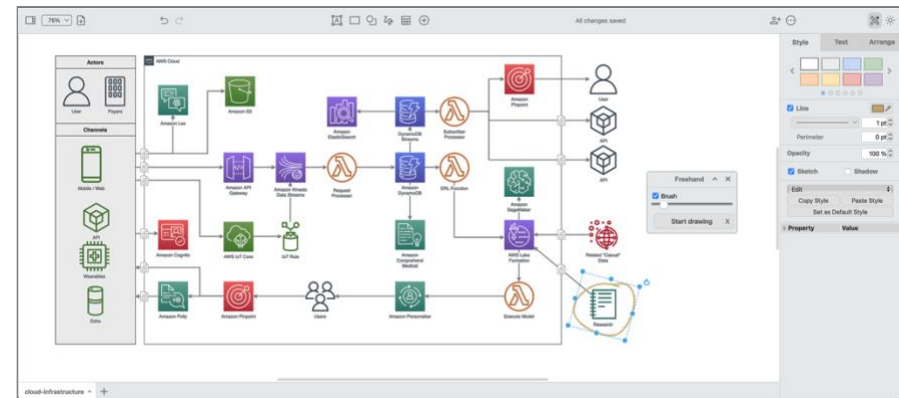 75%
All changes saved
Style
Text
Arrange
Line
1 pt
Perimeter
0 pt
Opacity
100 %
Sketch
Shadow
Edit
Copy Style
Paste Style
Set as Default Style
Property
Value
Freehand
Brush
Start drawing
X
Actors
User
Payers
Channels
Mobile / Web
API
Wearables
Echo
AWS Cloud
Amazon Lex
Amazon S3
Amazon
ElasticSearch
DynamoDB
Streams
Subscriber
Processor
Amazon
Pinpoint
User
API
API
Amazon API
Gateway
Amazon Kinesis
Data Streams
Request
Processor
Amazon
DynamoDB
ERL Function
Amazon
SageMaker
Amazon Cognito
AWS IoT Core
IoT Rule
Amazon
Comprehend
Medical
AWS Lake
Formation
Related "Casual"
Data
Amazon Polly
Amazon Pinpoint
Users
Amazon Personalise
Execute Model
Research
cloud-infrastructure